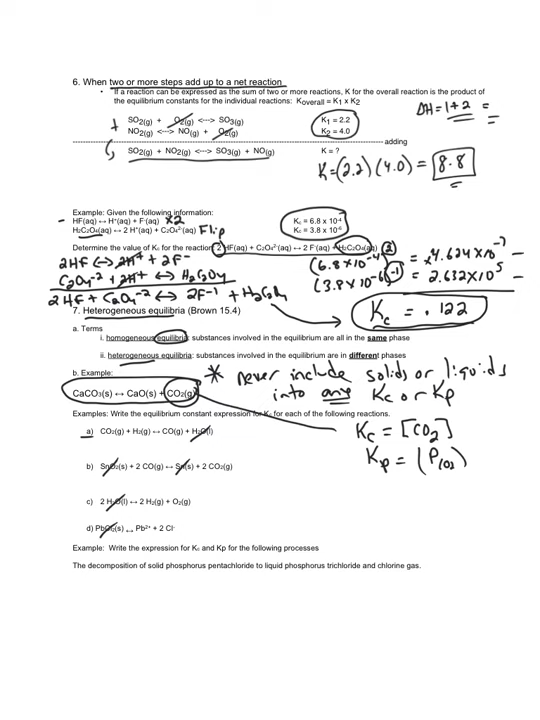 6. When two or more steps add up to a net reaction
• If a reaction can be expressed as the sum of two or more reactions, K for the overall reaction is the product of
the equilibrium constants for the individual reactions: Koverall = K1 x K2
ΔH = 1+2 =
+ SO2(g) + O2(g) <---> SO3(g) K1 = 2.2
NO2(g) <---> NO(g) + O2(g) K2 = 4.0
adding
SO2(g) + NO2(g) <---> SO3(g) + NO(g) K = ?
K=(2.2)(4.0) = 8.8
Example: Given the following information:
- HF(aq) ↔ H+(aq) + F-(aq) x2 Kc = 6.8 x 10-4
H2C2O4(aq) ↔ 2 H+(aq) + C2O42-(aq) Flip Kc = 3.8 x 10-6
Determine the value of Kc for the reaction: 2 HF(aq) + C2O42-(aq) ↔ 2 F-(aq) + H2C2O4(aq)
2HF ↔ 2H+ + 2F- (6.8 x 10-4)2 = 4.624 x 10-7
C2O4-2 + 2H+ ↔ H2C2O4 (3.8 x 10-6)-1 = 2.632 x 105
2HF + C2O4-2 ↔ 2F-1 + H2C2O4
Kc = .122
7. Heterogeneous equilibria (Brown 15.4)
a. Terms
i. homogeneous equilibria: substances involved in the equilibrium are all in the same phase
ii. heterogeneous equilibria: substances involved in the equilibrium are in different phases
b. Example:
* never include solids or liquids
into any Kc or Kp
CaCO3(s) ↔ CaO(s) + CO2(g)
Examples: Write the equilibrium constant expression for Kc for each of the following reactions.
Kc = [CO2]
a) CO2(g) + H2(g) ↔ CO(g) + H2O(l)
Kp = (PCO2)
b) SnO2(s) + 2 CO(g) ↔ Sn(s) + 2 CO2(g)
c) 2 H2O(l) ↔ 2 H2(g) + O2(g)
d) PbCl2(s) ↔ Pb2+ + 2 Cl-
Example: Write the expression for Kc and Kp for the following processes
The decomposition of solid phosphorus pentachloride to liquid phosphorus trichloride and chlorine gas.